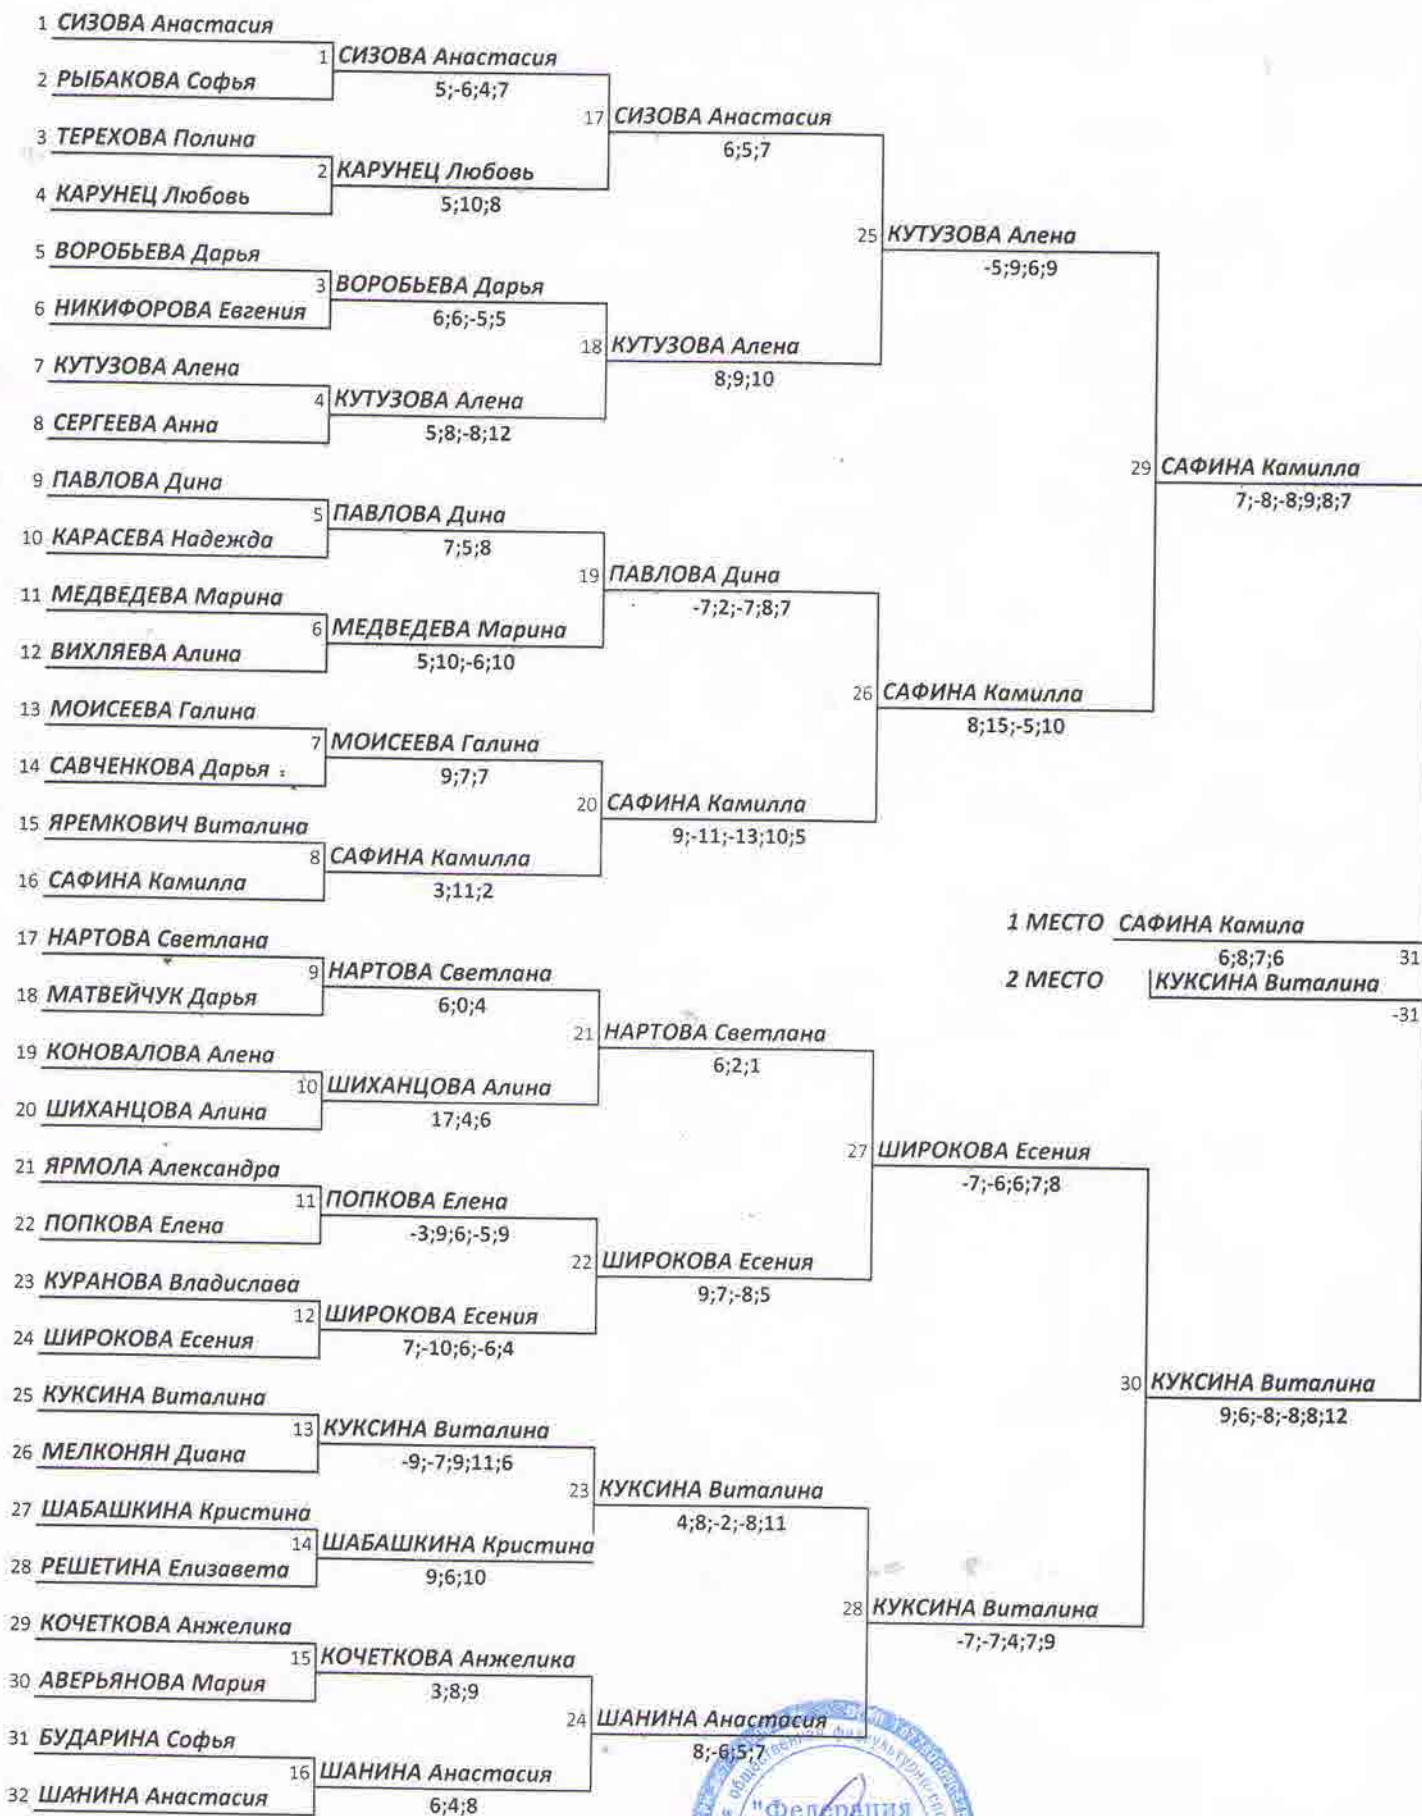 1 СИЗОВА Анастасия
1 СИЗОВА Анастасия
2 РЫБАКОВА Софья
5;-6;4;7
17 СИЗОВА Анастасия
3 ТЕРЕХОВА Полина
6;5;7
2 КАРУНЕЦ Любовь
4 КАРУНЕЦ Любовь
5;10;8
25 КУТУЗОВА Алена
5 ВОРОБЬЕВА Дарья
-5;9;6;9
3 ВОРОБЬЕВА Дарья
6 НИКИФОРОВА Евгения
6;6;-5;5
18 КУТУЗОВА Алена
7 КУТУЗОВА Алена
8;9;10
4 КУТУЗОВА Алена
8 СЕРГЕЕВА Анна
5;8;-8;12
29 САФИНА Камилла
9 ПАВЛОВА Дина
7;-8;-8;9;8;7
5 ПАВЛОВА Дина
10 КАРАСЕВА Надежда
7;5;8
19 ПАВЛОВА Дина
11 МЕДВЕДЕВА Марина
-7;2;-7;8;7
6 МЕДВЕДЕВА Марина
12 ВИХЛЯЕВА Алина
5;10;-6;10
26 САФИНА Камилла
13 МОИСЕЕВА Галина
8;15;-5;10
7 МОИСЕЕВА Галина
14 САВЧЕНКОВА Дарья
9;7;7
20 САФИНА Камилла
15 ЯРЕМКОВИЧ Виталина
9;-11;-13;10;5
8 САФИНА Камилла
16 САФИНА Камилла
3;11;2
1 МЕСТО САФИНА Камила
17 НАРТОВА Светлана
6;8;7;6 31
9 НАРТОВА Светлана
2 МЕСТО КУКСИНА Виталина
18 МАТВЕЙЧУК Дарья
6;0;4
-31
21 НАРТОВА Светлана
19 КОНОВАЛОВА Алена
6;2;1
10 ШИХАНЦОВА Алина
20 ШИХАНЦОВА Алина
17;4;6
27 ШИРОКОВА Есения
21 ЯРМОЛА Александра
-7;-6;6;7;8
11 ПОПКОВА Елена
22 ПОПКОВА Елена
-3;9;6;-5;9
22 ШИРОКОВА Есения
23 КУРАНОВА Владислава
9;7;-8;5
12 ШИРОКОВА Есения
24 ШИРОКОВА Есения
7;-10;6;-6;4
30 КУКСИНА Виталина
25 КУКСИНА Виталина
9;6;-8;-8;8;12
13 КУКСИНА Виталина
26 МЕЛКОНЯН Диана
-9;-7;9;11;6
23 КУКСИНА Виталина
27 ШАБАШКИНА Кристина
4;8;-2;-8;11
14 ШАБАШКИНА Кристина
28 РЕШЕТИНА Елизавета
9;6;10
28 КУКСИНА Виталина
29 КОЧЕТКОВА Анжелика
-7;-7;4;7;9
15 КОЧЕТКОВА Анжелика
30 АВЕРЬЯНОВА Мария
3;8;9
24 ШАНИНА Анастасия
31 БУДАРИНА Софья
8;-6;5;7
16 ШАНИНА Анастасия
32 ШАНИНА Анастасия
6;4;8
"Федерация